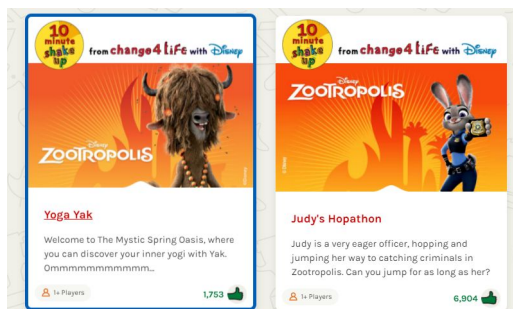 10
minute
shake
up
from change4LiFE with Disney
Disney
ZOOTROPOLIS
Yoga Yak
Welcome to The Mystic Spring Oasis, where
you can discover your inner yogi with Yak.
Ommmmmmmmmmm...
1+ Players
1,753
10
minute
shake
up
from change4LiFE with Disney
Disney
ZOOTROPOLIS
© Disney
Judy's Hopathon
Judy is a very eager officer, hopping and
jumping her way to catching criminals in
Zootropolis. Can you jump for as long as her?
1+ Players
6,904